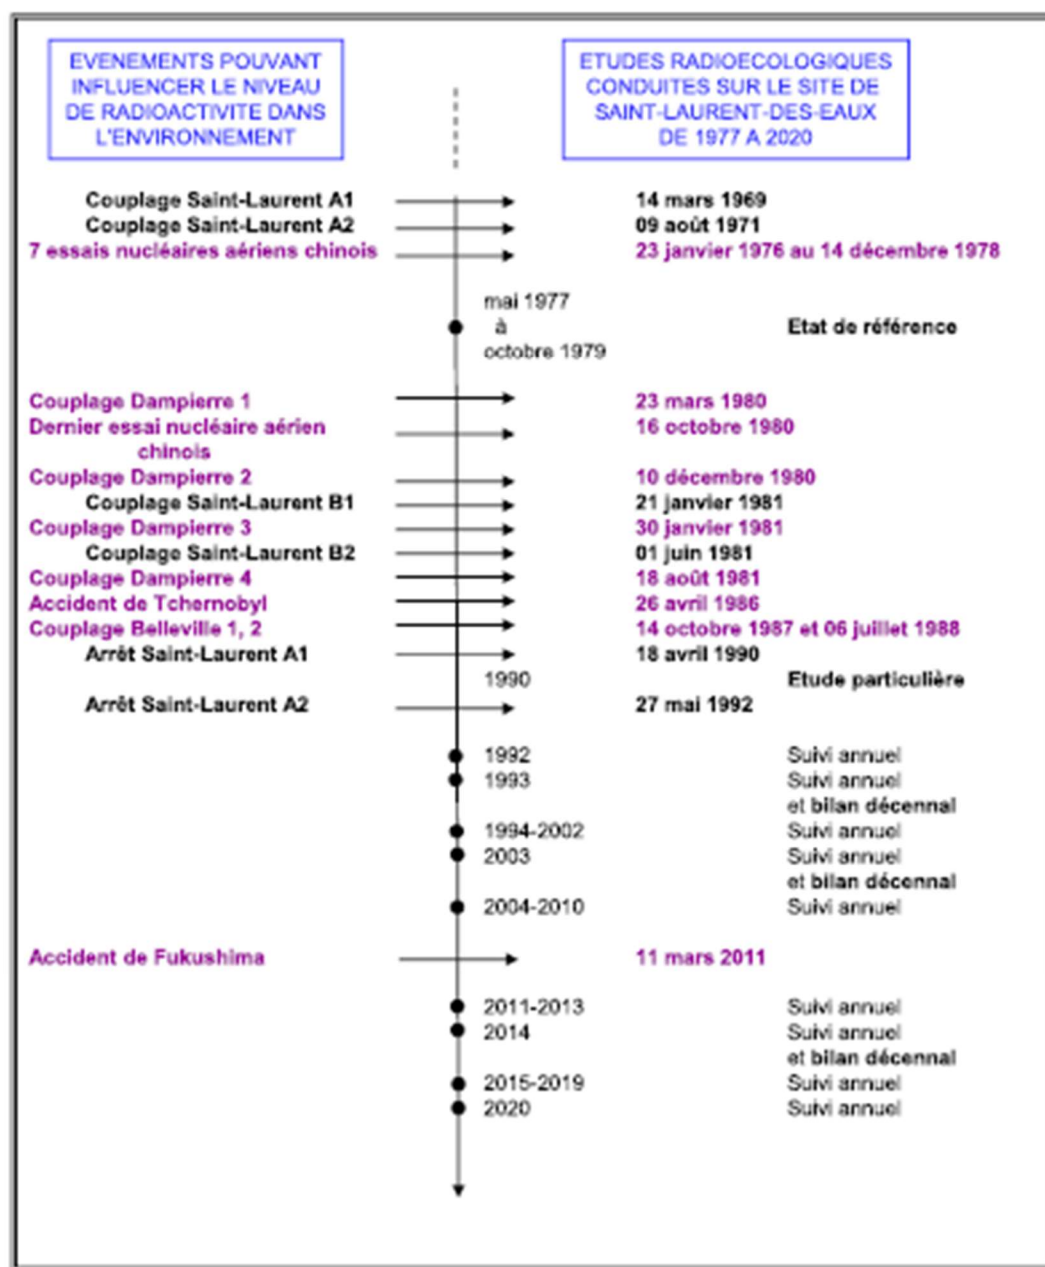 EVENEMENTS POUVANT
INFLUENCER LE NIVEAU
DE RADIOACTIVITE DANS
L'ENVIRONNEMENT
ETUDES RADIOECOLOGIQUES
CONDUITES SUR LE SITE DE
SAINT-LAURENT-DES-EAUX
DE 1977 A 2020
Couplage Saint-Laurent A1 14 mars 1969
Couplage Saint-Laurent A2 09 août 1971
7 essais nucléaires aériens chinois 23 janvier 1976 au 14 décembre 1978
mai 1977
à Etat de référence
octobre 1979
Couplage Dampierre 1 23 mars 1980
Dernier essai nucléaire aérien 16 octobre 1980
chinois
Couplage Dampierre 2 10 décembre 1980
Couplage Saint-Laurent B1 21 janvier 1981
Couplage Dampierre 3 30 janvier 1981
Couplage Saint-Laurent B2 01 juin 1981
Couplage Dampierre 4 18 août 1981
Accident de Tchernobyl 26 avril 1986
Couplage Belleville 1, 2 14 octobre 1987 et 06 juillet 1988
Arrêt Saint-Laurent A1 18 avril 1990
1990 Etude particulière
Arrêt Saint-Laurent A2 27 mai 1992
1992 Suivi annuel
1993 Suivi annuel
et bilan décennal
1994-2002 Suivi annuel
2003 Suivi annuel
et bilan décennal
2004-2010 Suivi annuel
Accident de Fukushima 11 mars 2011
2011-2013 Suivi annuel
2014 Suivi annuel
et bilan décennal
2015-2019 Suivi annuel
2020 Suivi annuel